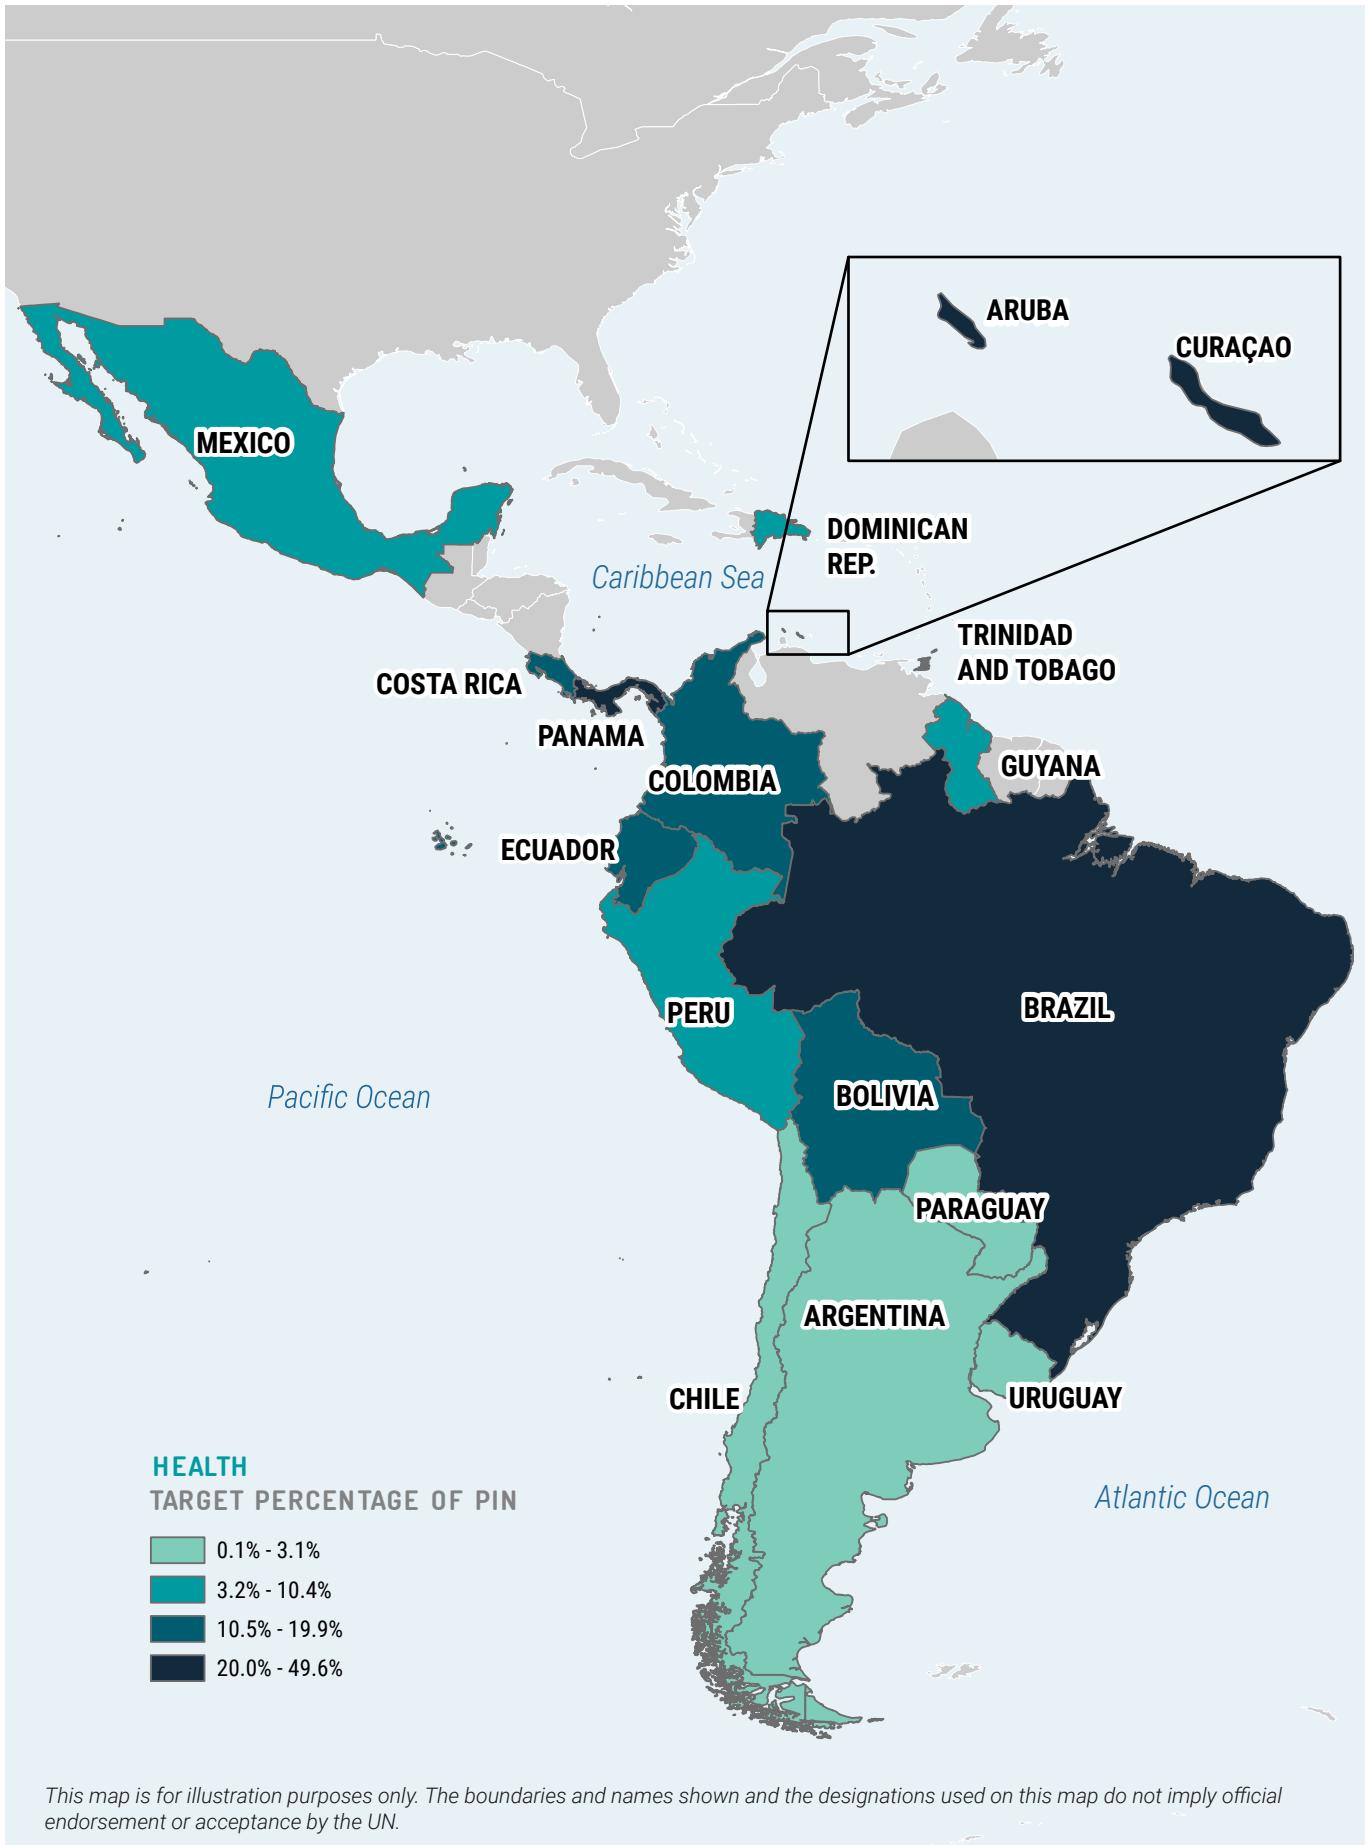 ARUBA
CURAÇAO
MEXICO
DOMINICAN
REP.
Caribbean Sea
TRINIDAD
AND TOBAGO
COSTA RICA
PANAMA
GUYANA
COLOMBIA
ECUADOR
BRAZIL
PERU
BOLIVIA
Pacific Ocean
PARAGUAY
ARGENTINA
CHILE
URUGUAY
HEALTH
TARGET PERCENTAGE OF PIN
Atlantic Ocean
0.1% - 3.1%
3.2% - 10.4%
10.5% - 19.9%
20.0% - 49.6%
This map is for illustration purposes only. The boundaries and names shown and the designations used on this map do not imply official
endorsement or acceptance by the UN.